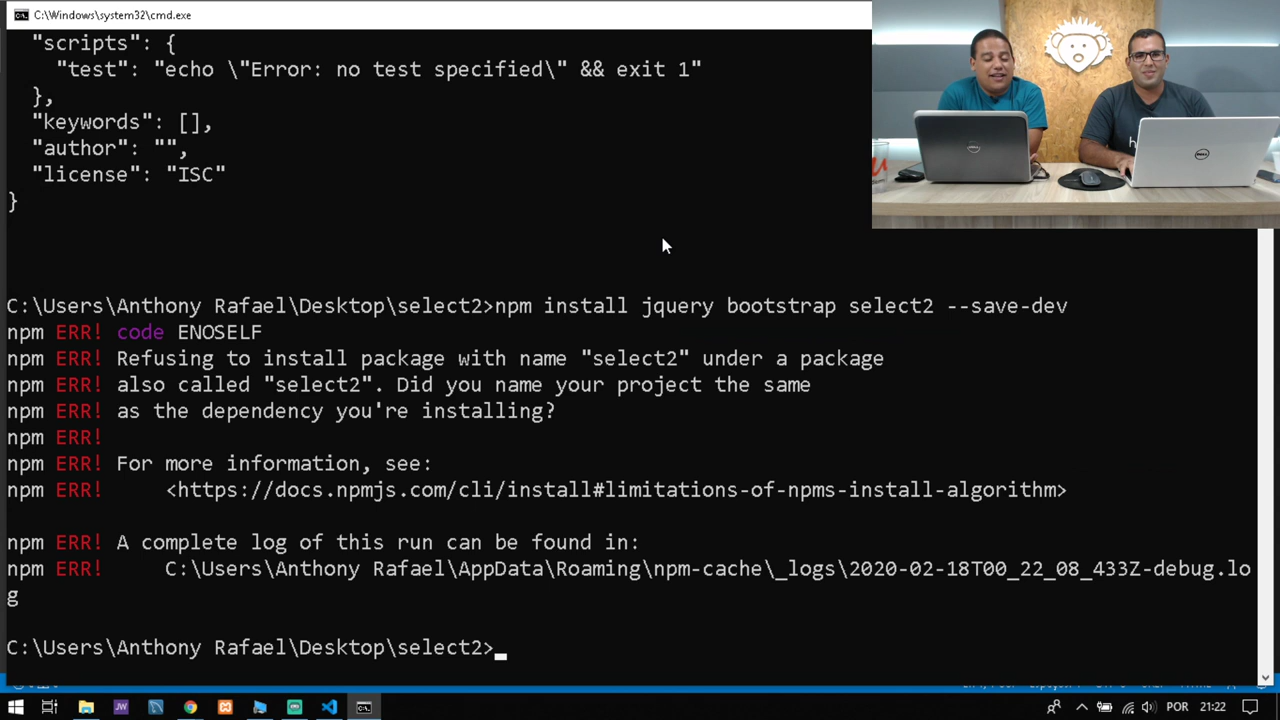 C:\Windows\system32\cmd.exe
"scripts": {
"test": "echo \"Error: no test specified\" && exit 1"
},
"keywords": [],
"author": "",
"license": "ISC"
}
C:\Users\Anthony Rafael\Desktop\select2>npm install jquery bootstrap select2 --save-dev
npm ERR! code ENOSELF
npm ERR! Refusing to install package with name "select2" under a package
npm ERR! also called "select2". Did you name your project the same
npm ERR! as the dependency you're installing?
npm ERR!
npm ERR! For more information, see:
npm ERR!     <https://docs.npmjs.com/cli/install#limitations-of-npms-install-algorithm>
npm ERR! A complete log of this run can be found in:
npm ERR!     C:\Users\Anthony Rafael\AppData\Roaming\npm-cache\_logs\2020-02-18T00_22_08_433Z-debug.lo
g
C:\Users\Anthony Rafael\Desktop\select2>
POR 21:22